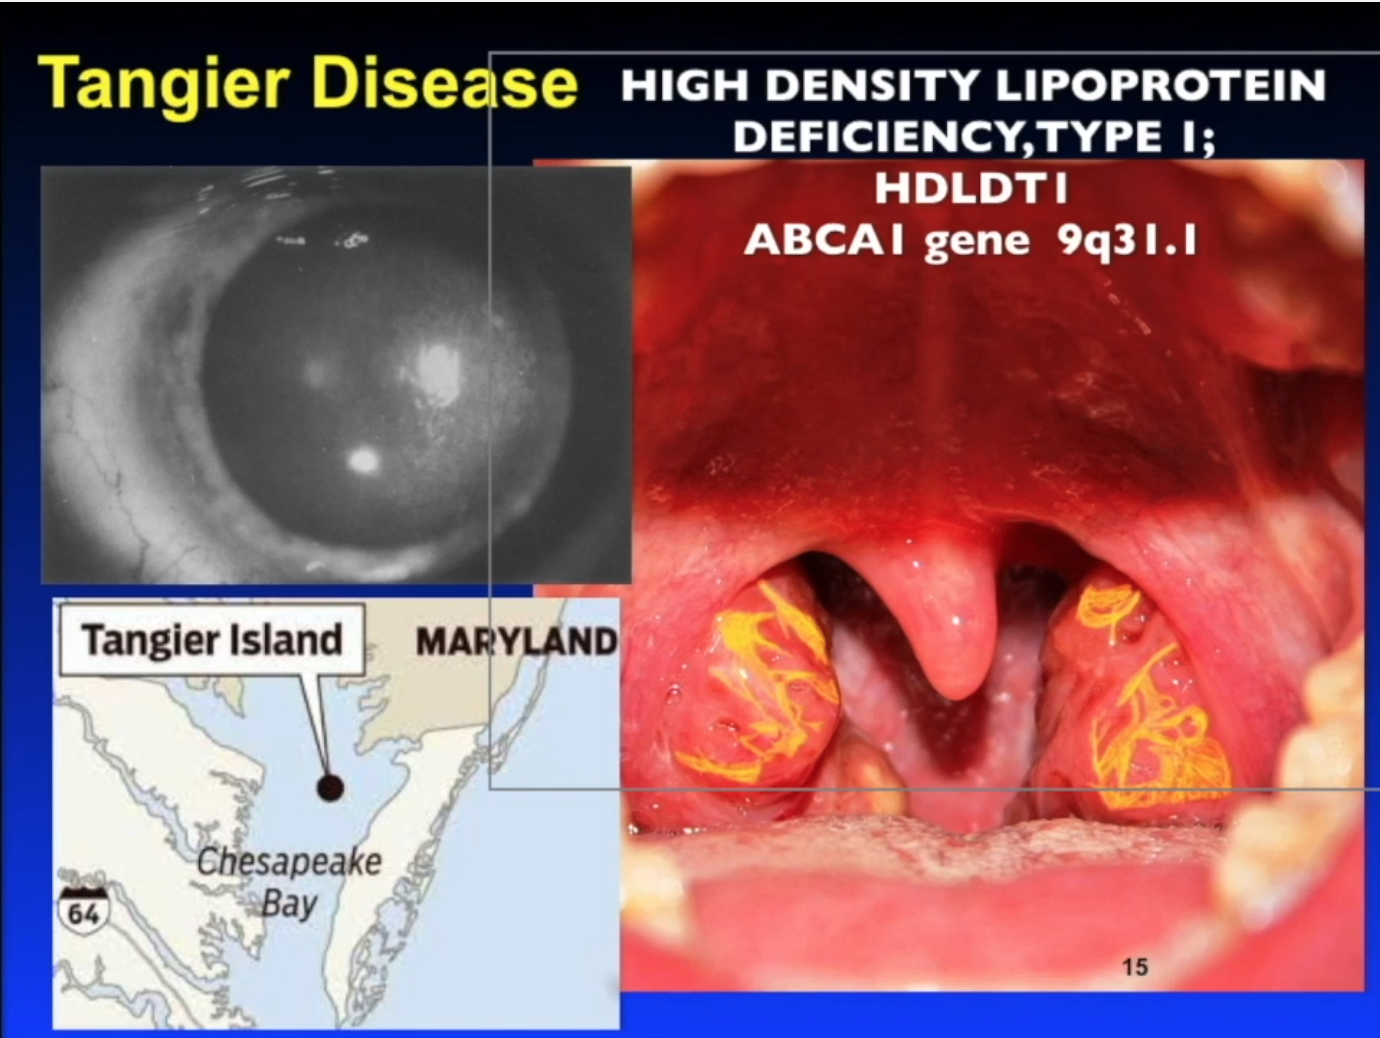 Tangier Disease
HIGH DENSITY LIPOPROTEIN
DEFICIENCY,TYPE 1;
HDLDT1
ABCA1 gene 9q31.1
Tangier Island
MARYLAND
Chesapeake
Bay
64
15